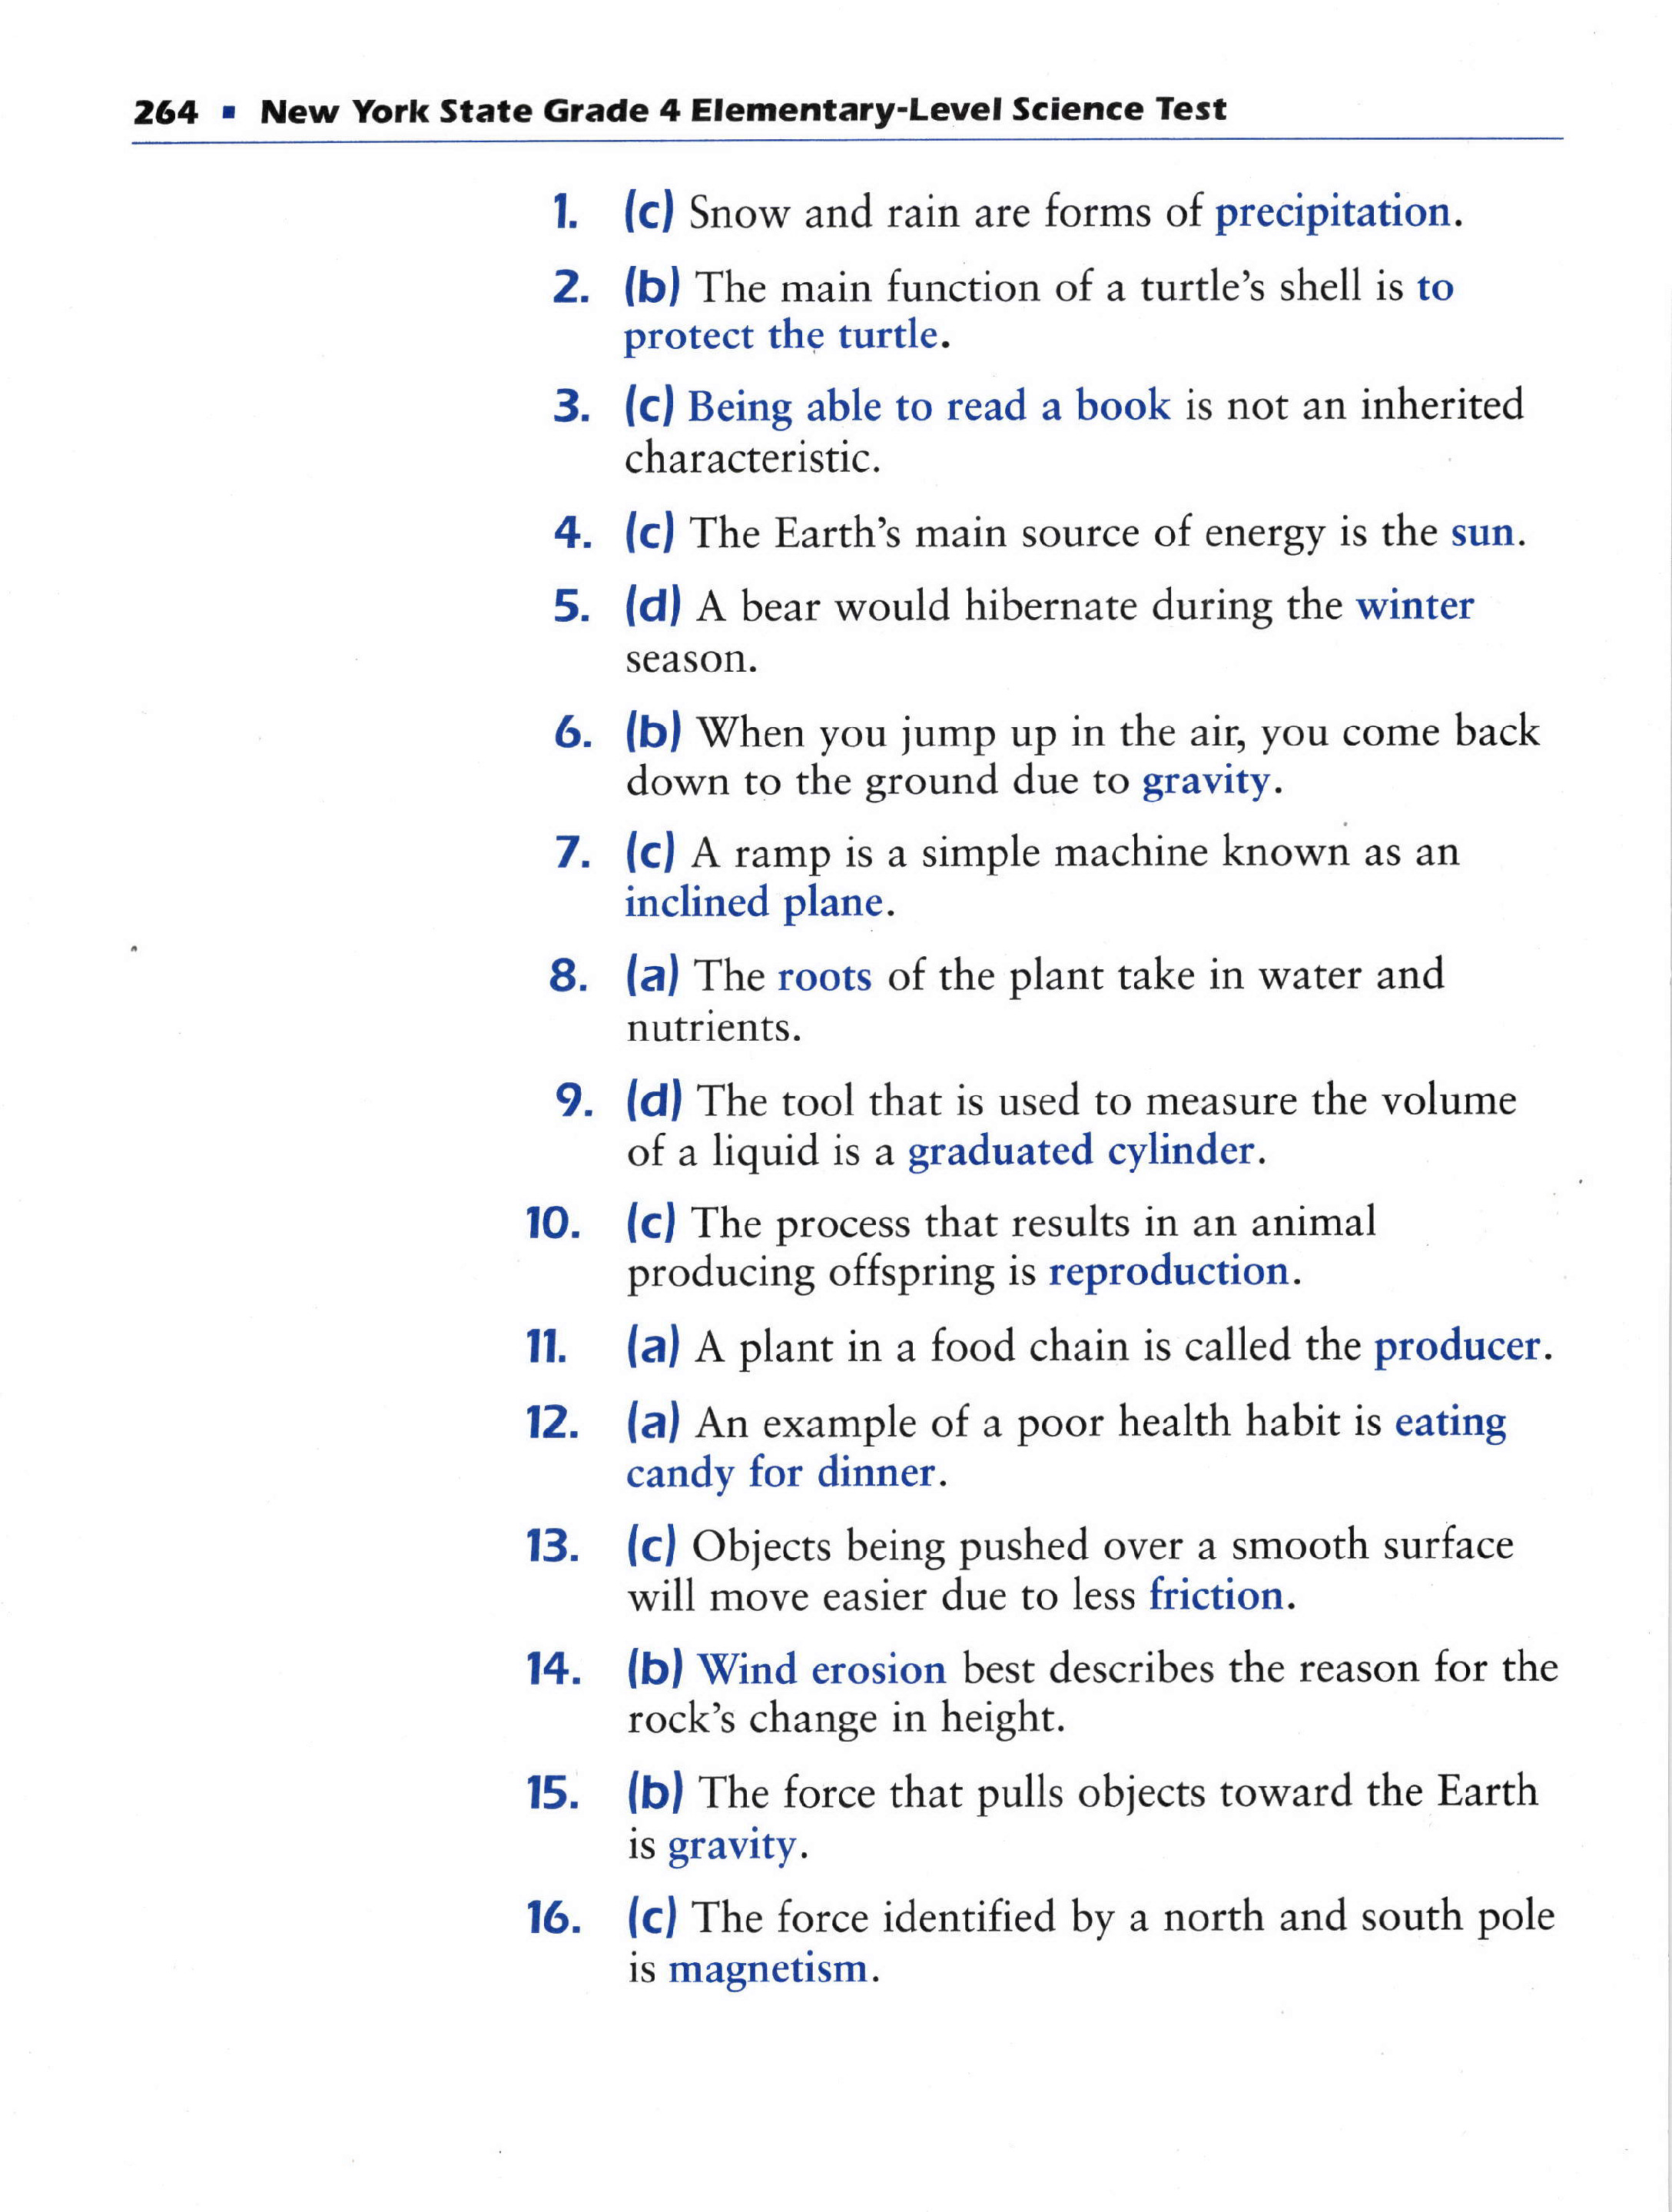 264 ▪ New York State Grade 4 Elementary-Level Science Test
1. (c) Snow and rain are forms of precipitation.
2. (b) The main function of a turtle's shell is to
protect the turtle.
3. (c) Being able to read a book is not an inherited
characteristic.
4. (c) The Earth's main source of energy is the sun.
5. (d) A bear would hibernate during the winter
season.
6. (b) When you jump up in the air, you come back
down to the ground due to gravity.
7. (c) A ramp is a simple machine known as an
inclined plane.
8. (a) The roots of the plant take in water and
nutrients.
9. (d) The tool that is used to measure the volume
of a liquid is a graduated cylinder.
10. (c) The process that results in an animal
producing offspring is reproduction.
11. (a) A plant in a food chain is called the producer.
12. (a) An example of a poor health habit is eating
candy for dinner.
13. (c) Objects being pushed over a smooth surface
will move easier due to less friction.
14. (b) Wind erosion best describes the reason for the
rock's change in height.
15. (b) The force that pulls objects toward the Earth
is gravity.
16. (c) The force identified by a north and south pole
is magnetism.